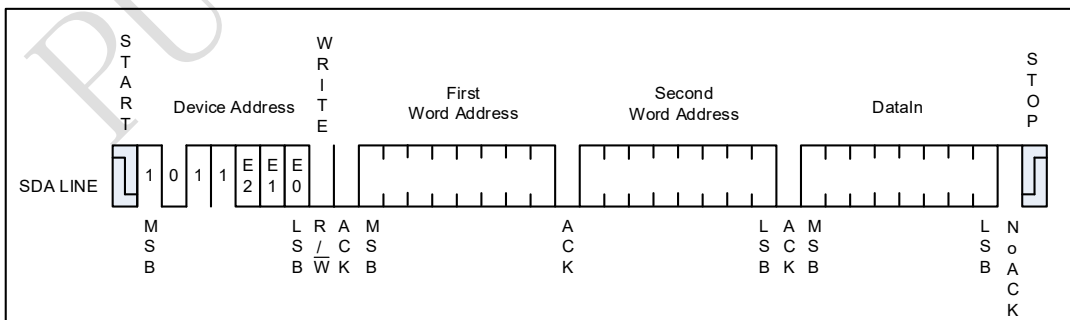 START
WRITE
STOP
Device Address
First
Word Address
Second
Word Address
DataIn
SDA LINE
1 0 1 1 E2 E1 E0
MSB
LSB
R/W
ACK
MSB
ACK
LSB
ACK
MSB
LSB
NoACK
PU